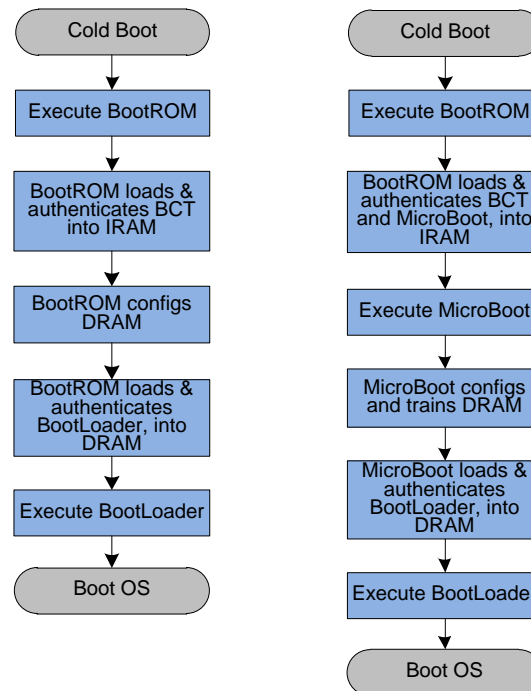 Cold Boot
Execute BootROM
BootROM loads &
authenticates BCT
into IRAM
BootROM configs
DRAM
BootROM loads &
authenticates
BootLoader, into
DRAM
Execute BootLoader
Boot OS
Cold Boot
Execute BootROM
BootROM loads &
authenticates BCT
and MicroBoot, into
IRAM
Execute MicroBoot
MicroBoot configs
and trains DRAM
MicroBoot loads &
authenticates
BootLoader, into
DRAM
Execute BootLoade
Boot OS